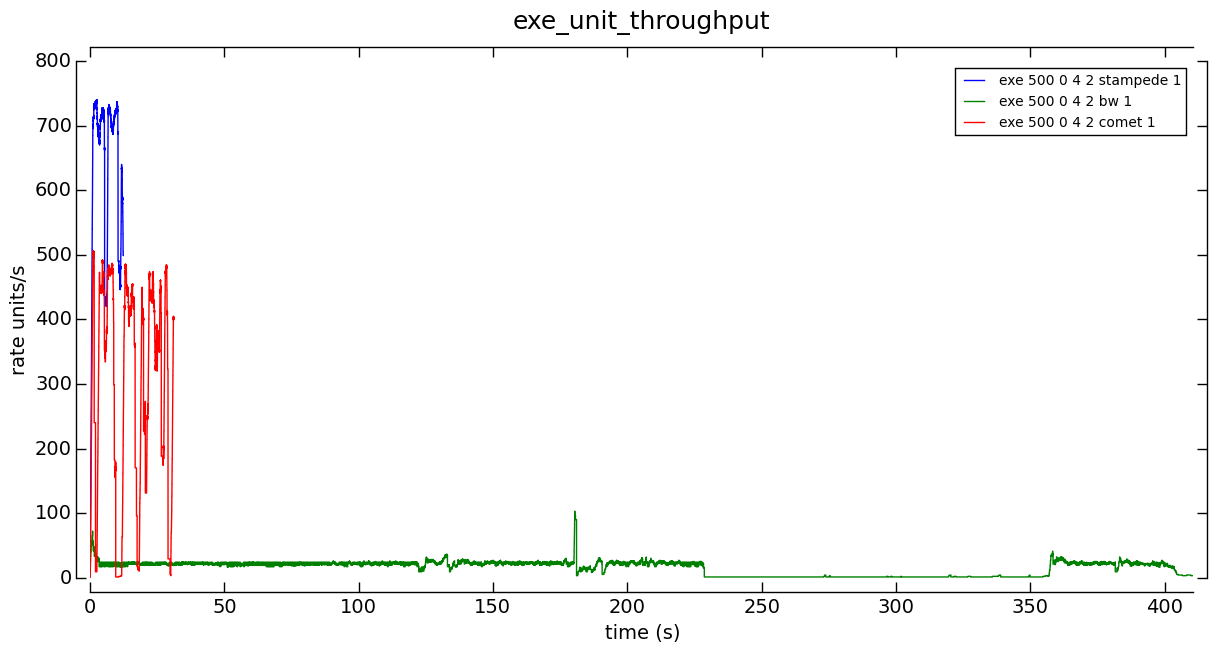 exe_unit_throughput
exe 500 0 4 2 stampede 1
exe 500 0 4 2 bw 1
exe 500 0 4 2 comet 1
rate units/s
800
700
600
500
400
300
200
100
0
0 50 100 150 200 250 300 350 400
time (s)